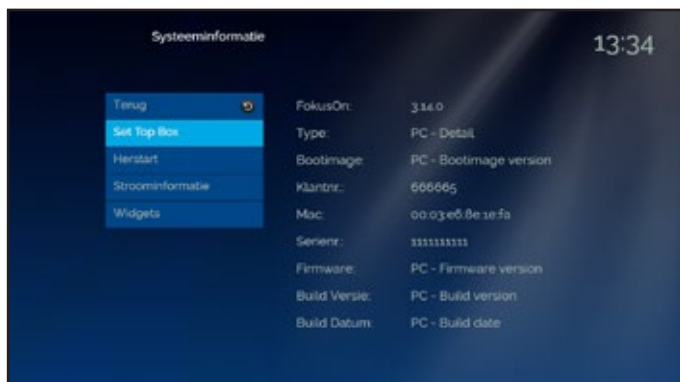 Systeeminformatie
13:34
Terug
Set Top Box
Herstart
Stroominformatie
Widgets
FokusOn: 3.14.0
Type: PC - Detail
Bootimage: PC - Bootimage version
Klantnr.: 666665
Mac: 00:03:e6:8e:1e:fa
Serienr.: 1111111111
Firmware: PC - Firmware version
Build Versie: PC - Build version
Build Datum: PC - Build date